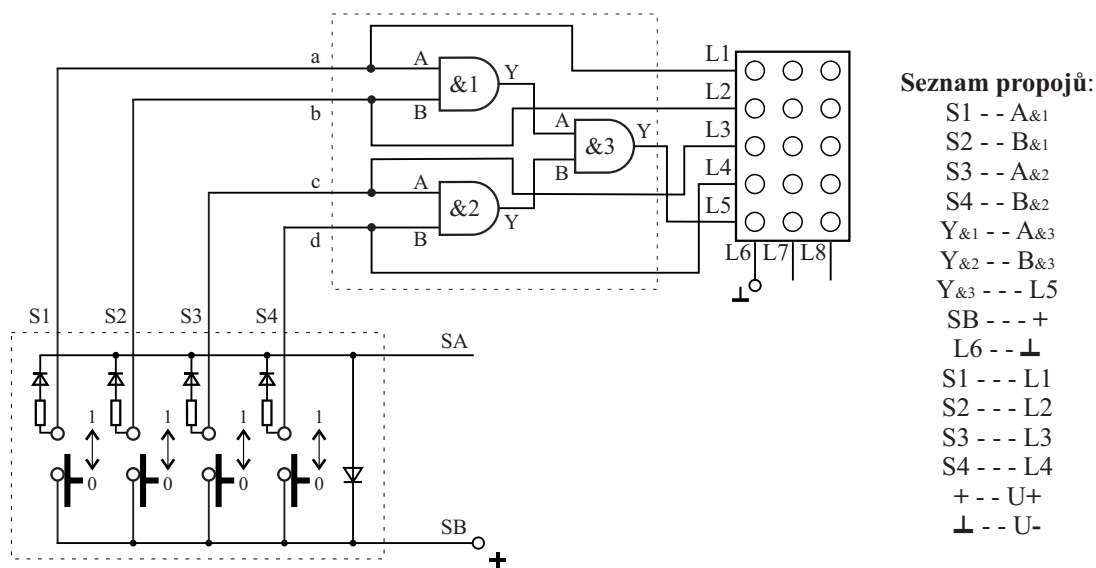 a
b
c
d
A
B
&1
Y
A
B
&2
Y
A
B
&3
Y
L1
L2
L3
L4
L5
L6 L7 L8
⊥
S1 S2 S3 S4
SA
1 1 1 1
0 0 0 0
SB
+
Seznam propojů:
S1 - - A&1
S2 - - B&1
S3 - - A&2
S4 - - B&2
Y&1 - - A&3
Y&2 - - B&3
Y&3 - - - L5
SB - - - +
L6 - - ⊥
S1 - - - L1
S2 - - - L2
S3 - - - L3
S4 - - - L4
+ - - U+
⊥ - - U-